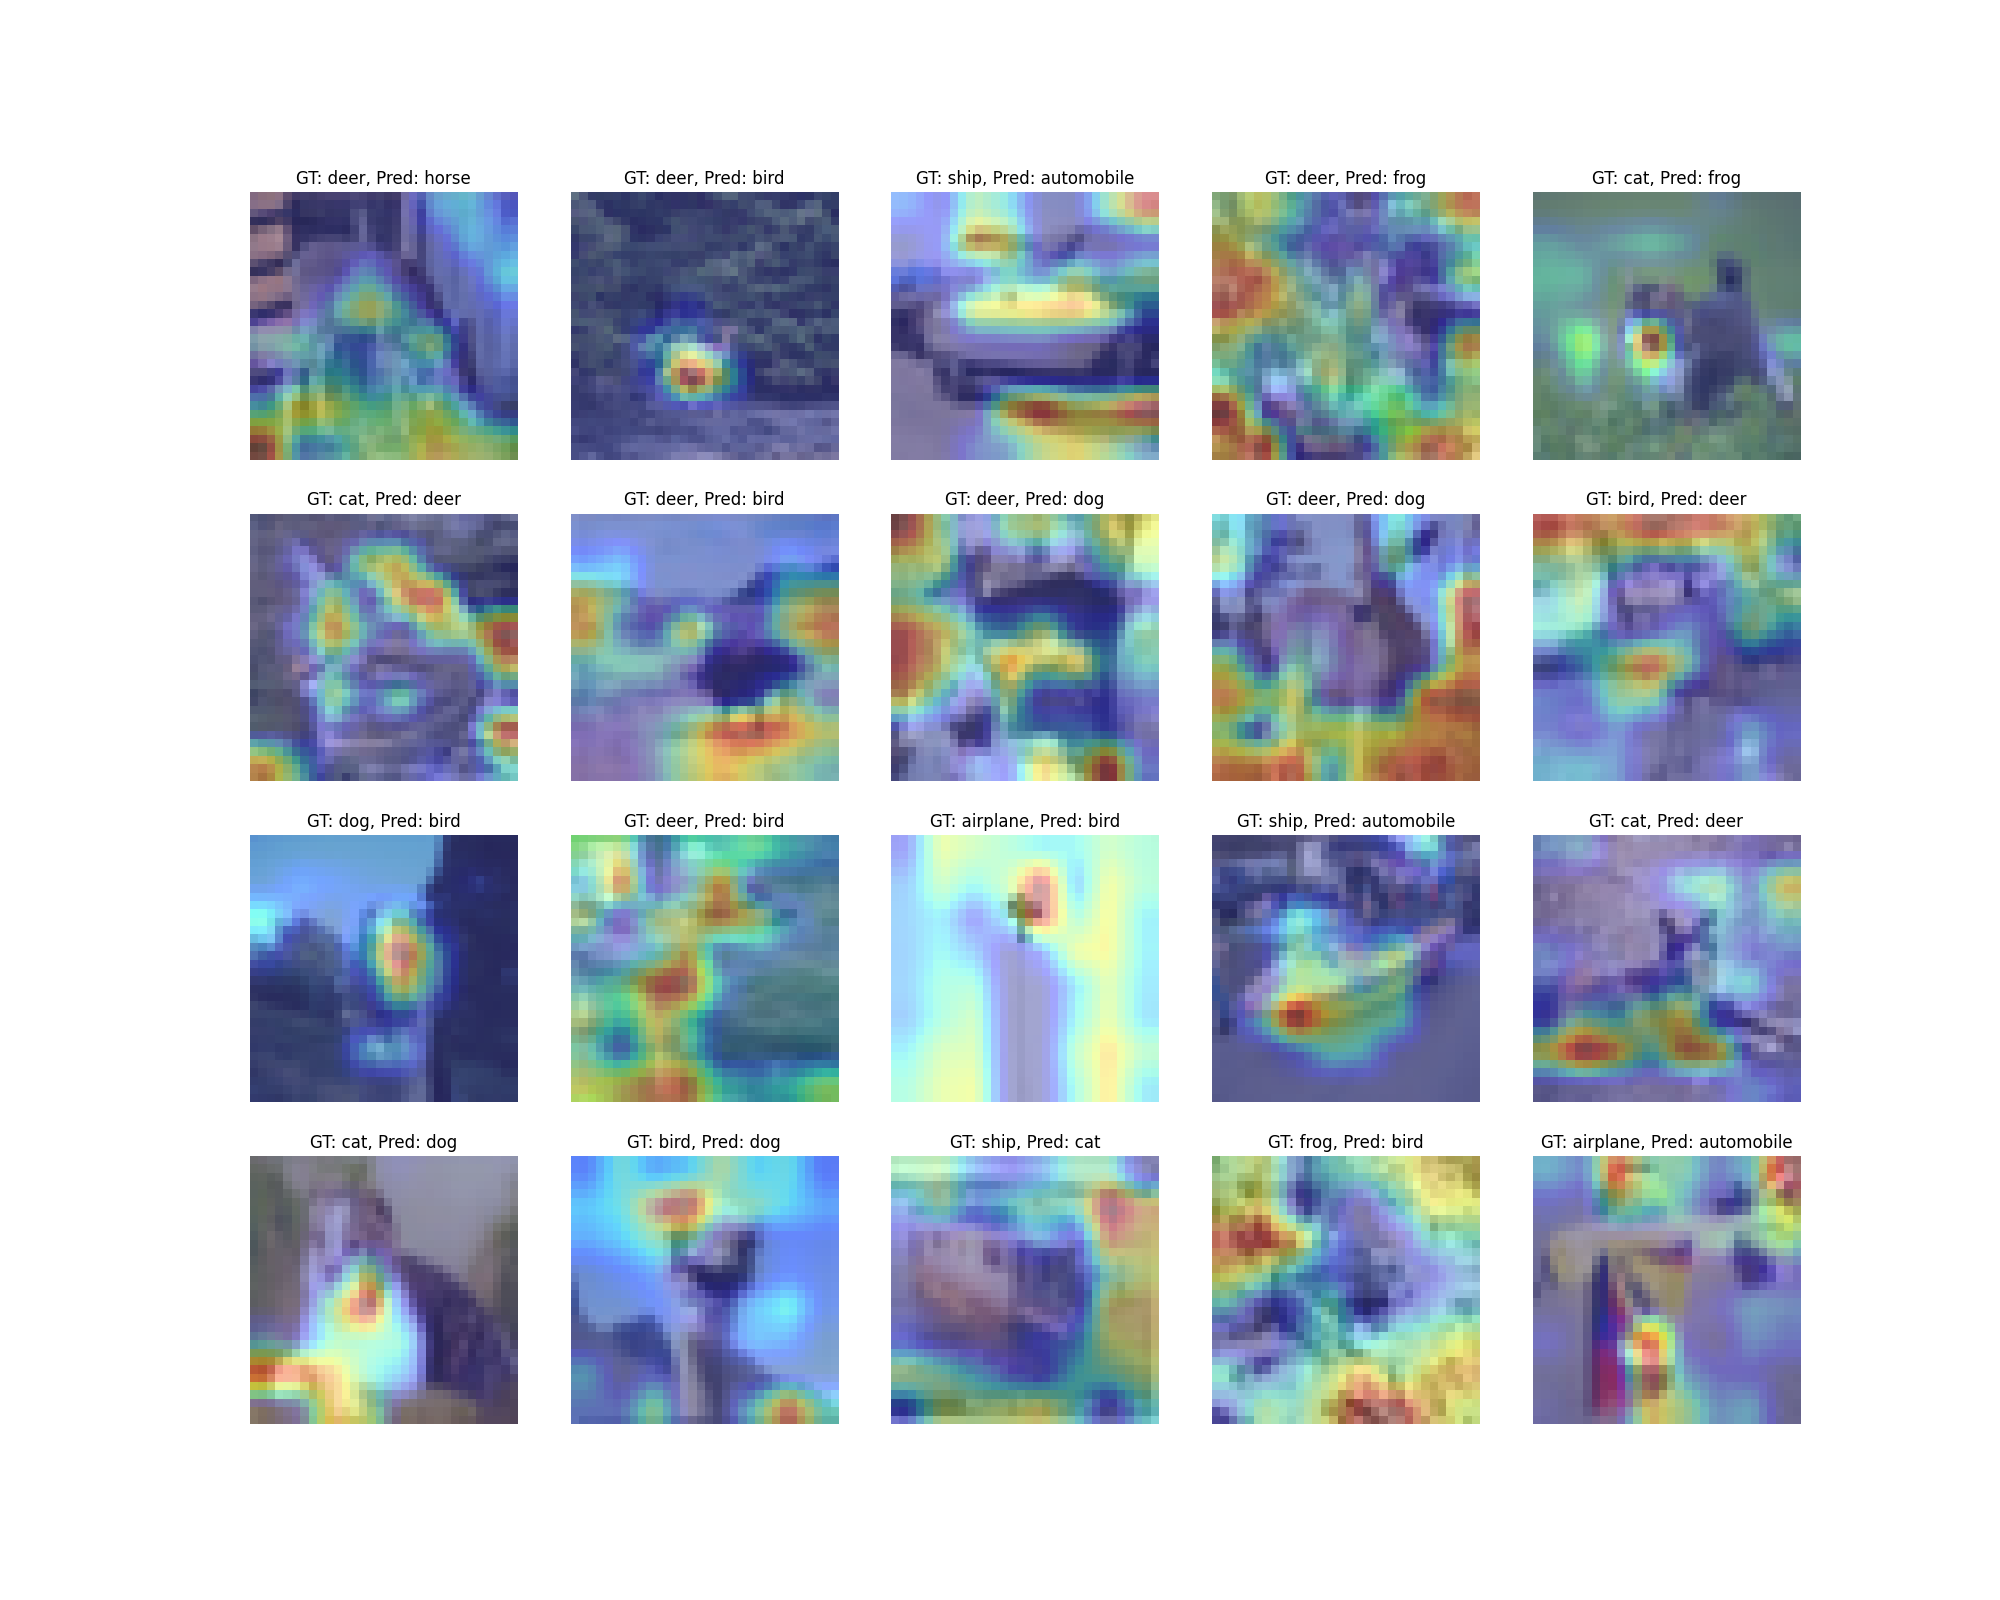 GT: deer, Pred: horse
GT: deer, Pred: bird
GT: ship, Pred: automobile
GT: deer, Pred: frog
GT: cat, Pred: frog
GT: cat, Pred: deer
GT: deer, Pred: bird
GT: deer, Pred: dog
GT: deer, Pred: dog
GT: bird, Pred: deer
GT: dog, Pred: bird
GT: deer, Pred: bird
GT: airplane, Pred: bird
GT: ship, Pred: automobile
GT: cat, Pred: deer
GT: cat, Pred: dog
GT: bird, Pred: dog
GT: ship, Pred: cat
GT: frog, Pred: bird
GT: airplane, Pred: automobile